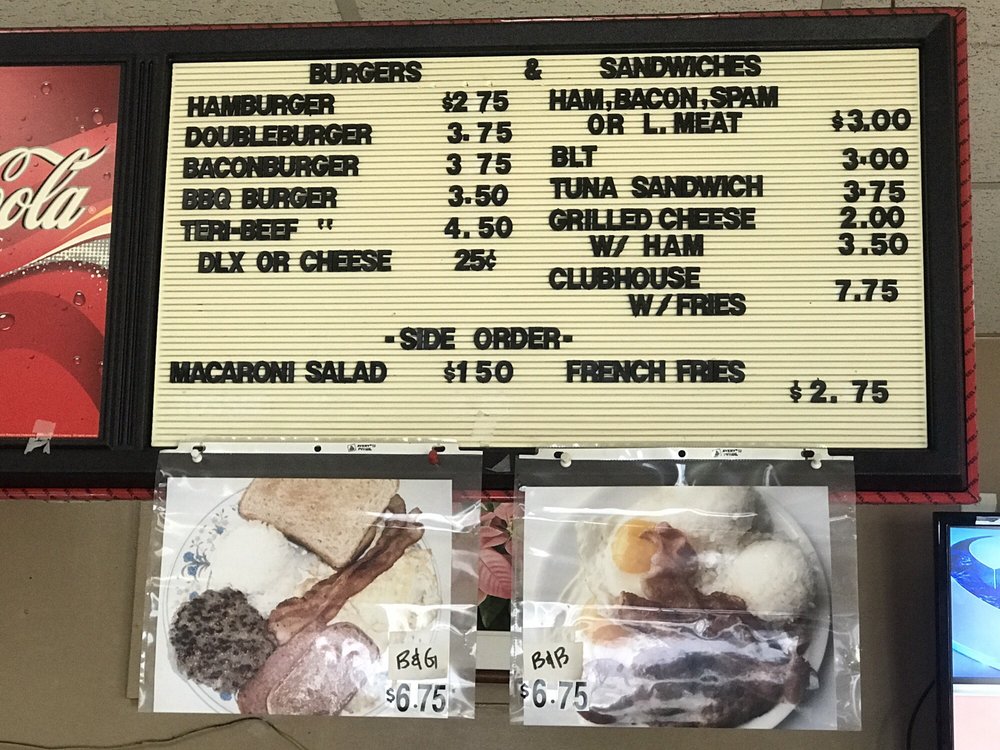 BURGERS & SANDWICHES
HAMBURGER $2 75
DOUBLEBURGER 3.75
BACONBURGER 3 75
BBQ BURGER 3.50
TERI-BEEF " 4.50
DLX OR CHEESE 25¢
HAM, BACON, SPAM
OR L. MEAT $3.00
BLT 3.00
TUNA SANDWICH 3.75
GRILLED CHEESE 2.00
W/ HAM 3.50
CLUBHOUSE
W/FRIES 7.75
-SIDE ORDER-
MACARONI SALAD $1 50
FRENCH FRIES $2.75
ola
B&G
$6.75
B&B
$6.75